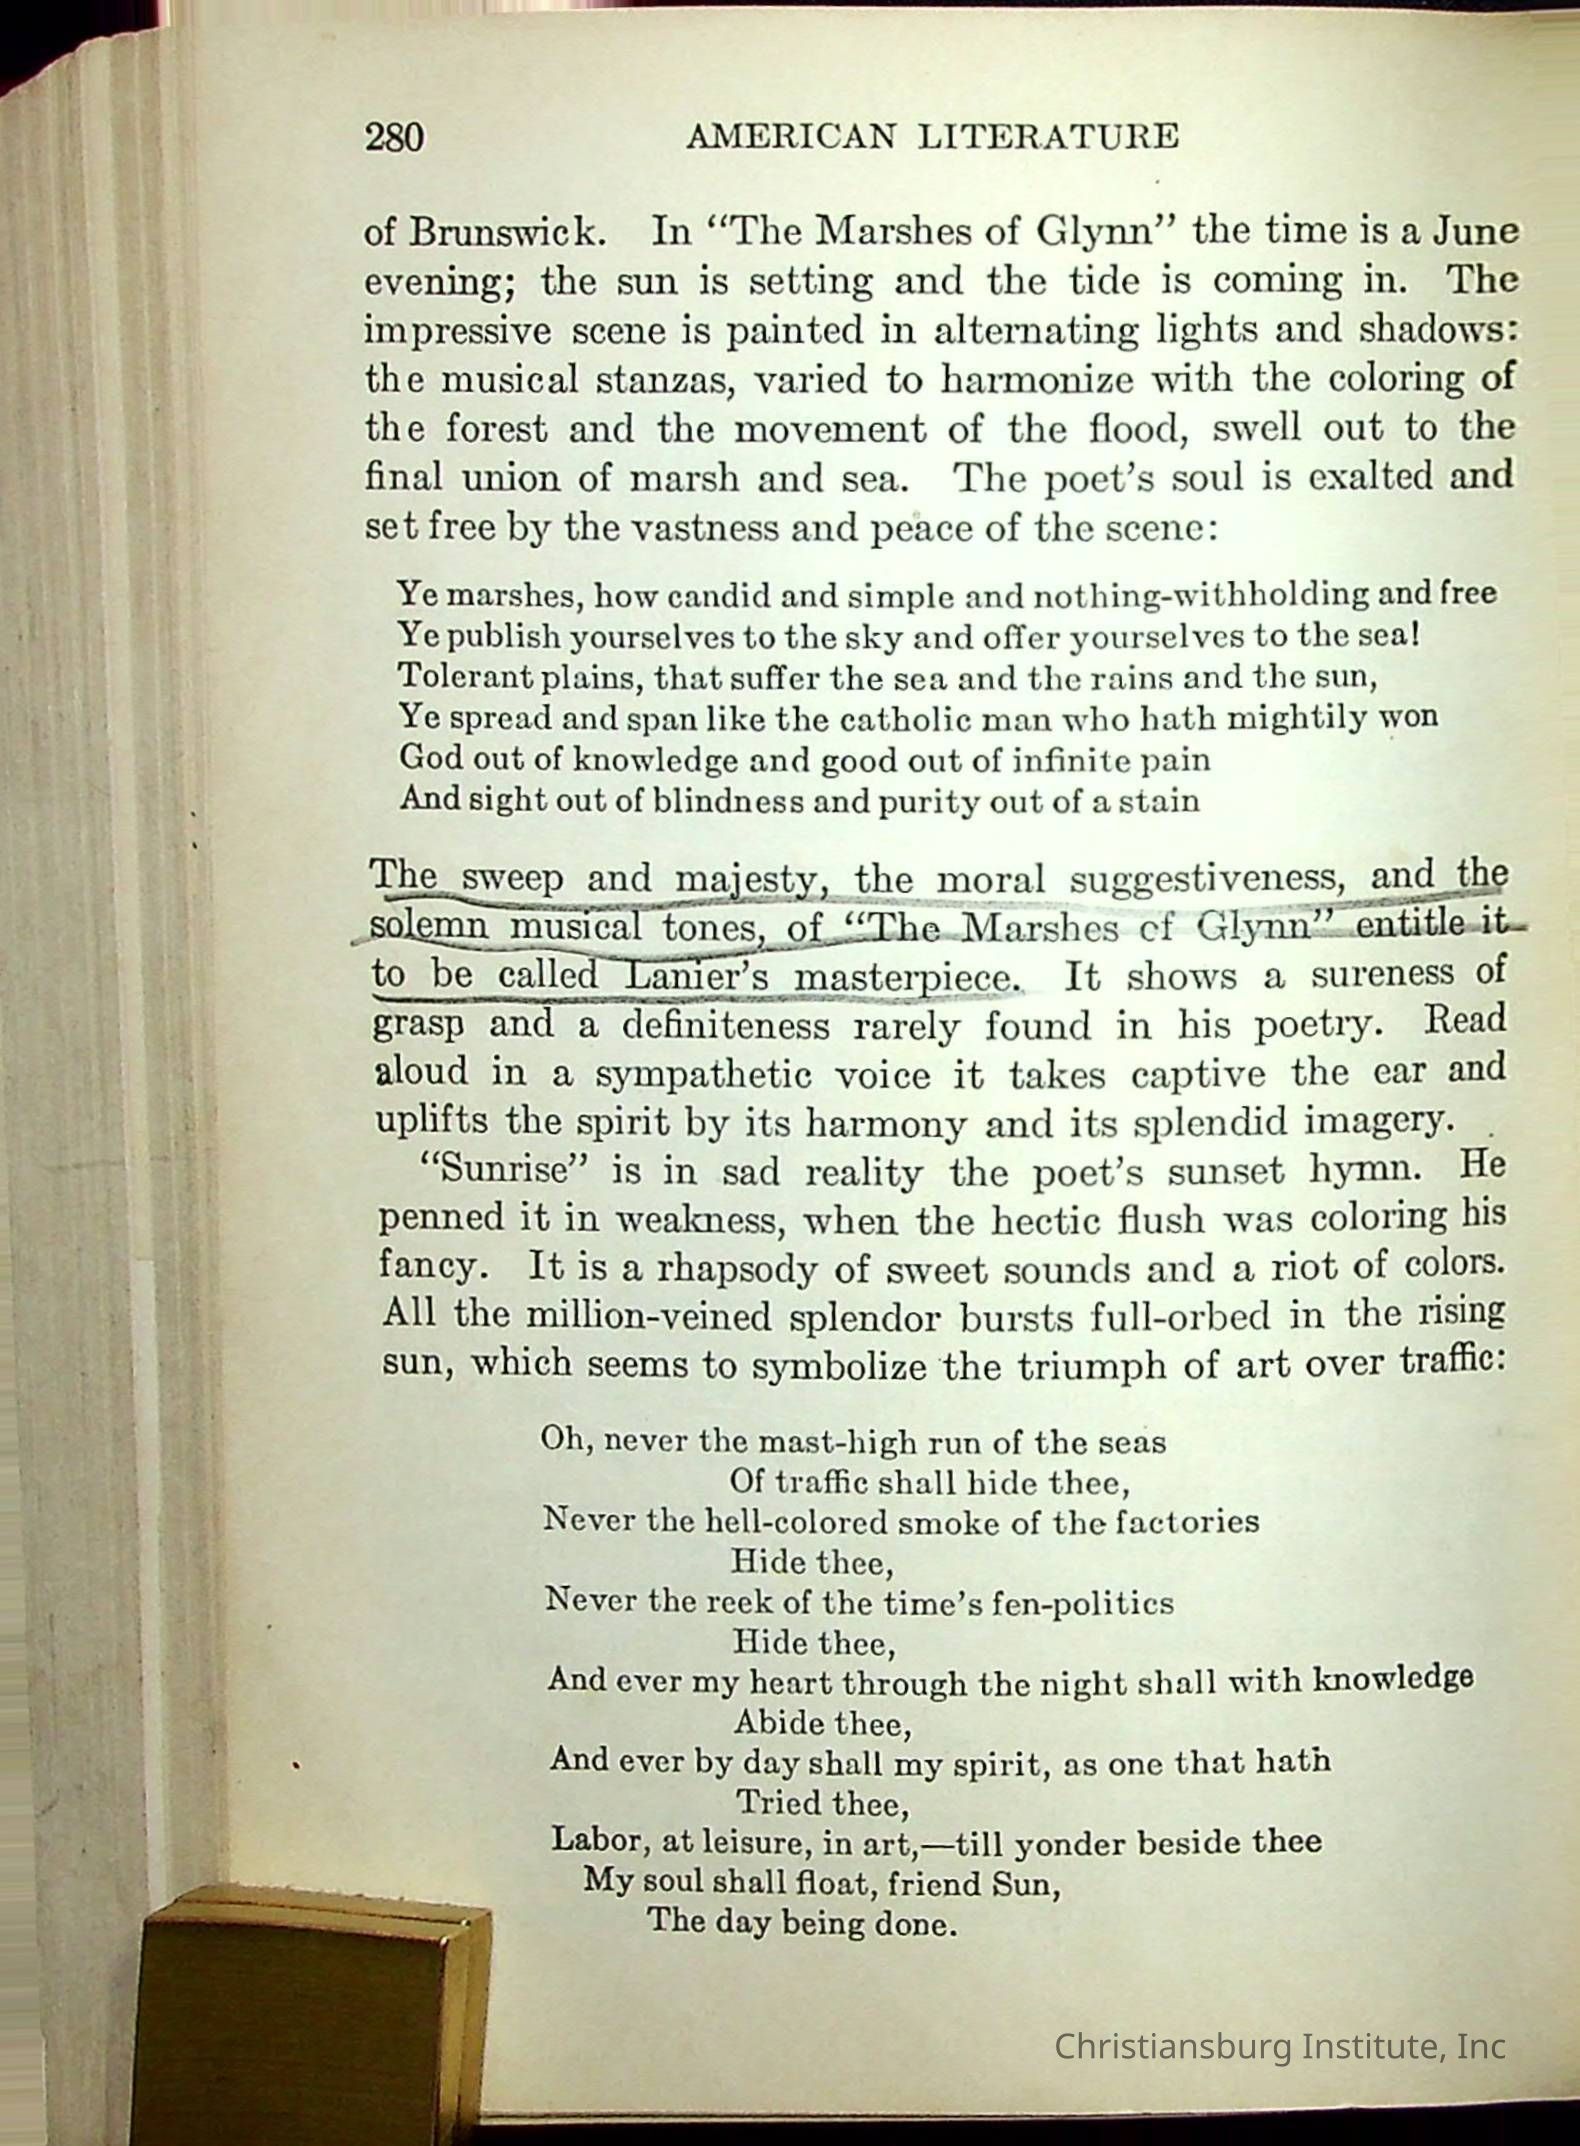 280 AMERICAN LITERATURE
of Brunswick. In “The Marshes of Glynn” the time is a June
evening; the sun is setting and the tide is coming in. The
impressive scene is painted in alternating lights and shadows:
the musical stanzas, varied to harmonize with the coloring of
the forest and the movement of the flood, swell out to the
final union of marsh and sea. The poet’s soul is exalted and
set free by the vastness and peace of the scene:
Ye marshes, how candid and simple and nothing-withholding and free
Ye publish yourselves to the sky and offer yourselves to the sea!
Tolerant plains, that suffer the sea and the rains and the sun,
Ye spread and span like the catholic man who hath mightily won
God out of knowledge and good out of infinite pain
And sight out of blindness and purity out of a stain
The sweep and majesty, the moral suggestiveness, and the
solemn musical tones, of “The Marshes of Glynn” entitle it
to be called Lanier’s masterpiece. It shows a sureness of
grasp and a definiteness rarely found in his poetry. Read
aloud in a sympathetic voice it takes captive the ear and
uplifts the spirit by its harmony and its splendid imagery.
“Sunrise” is in sad reality the poet’s sunset hymn. He
penned it in weakness, when the hectic flush was coloring his
fancy. It is a rhapsody of sweet sounds and a riot of colors.
All the million-veined splendor bursts full-orbed in the rising
sun, which seems to symbolize the triumph of art over traffic:
Oh, never the mast-high run of the seas
Of traffic shall hide thee,
Never the hell-colored smoke of the factories
Hide thee,
Never the reek of the time’s fen-politics
Hide thee,
And ever my heart through the night shall with knowledge
Abide thee,
And ever by day shall my spirit, as one that hath
Tried thee,
Labor, at leisure, in art,—till yonder beside thee
My soul shall float, friend Sun,
The day being done.
Christiansburg Institute, Inc